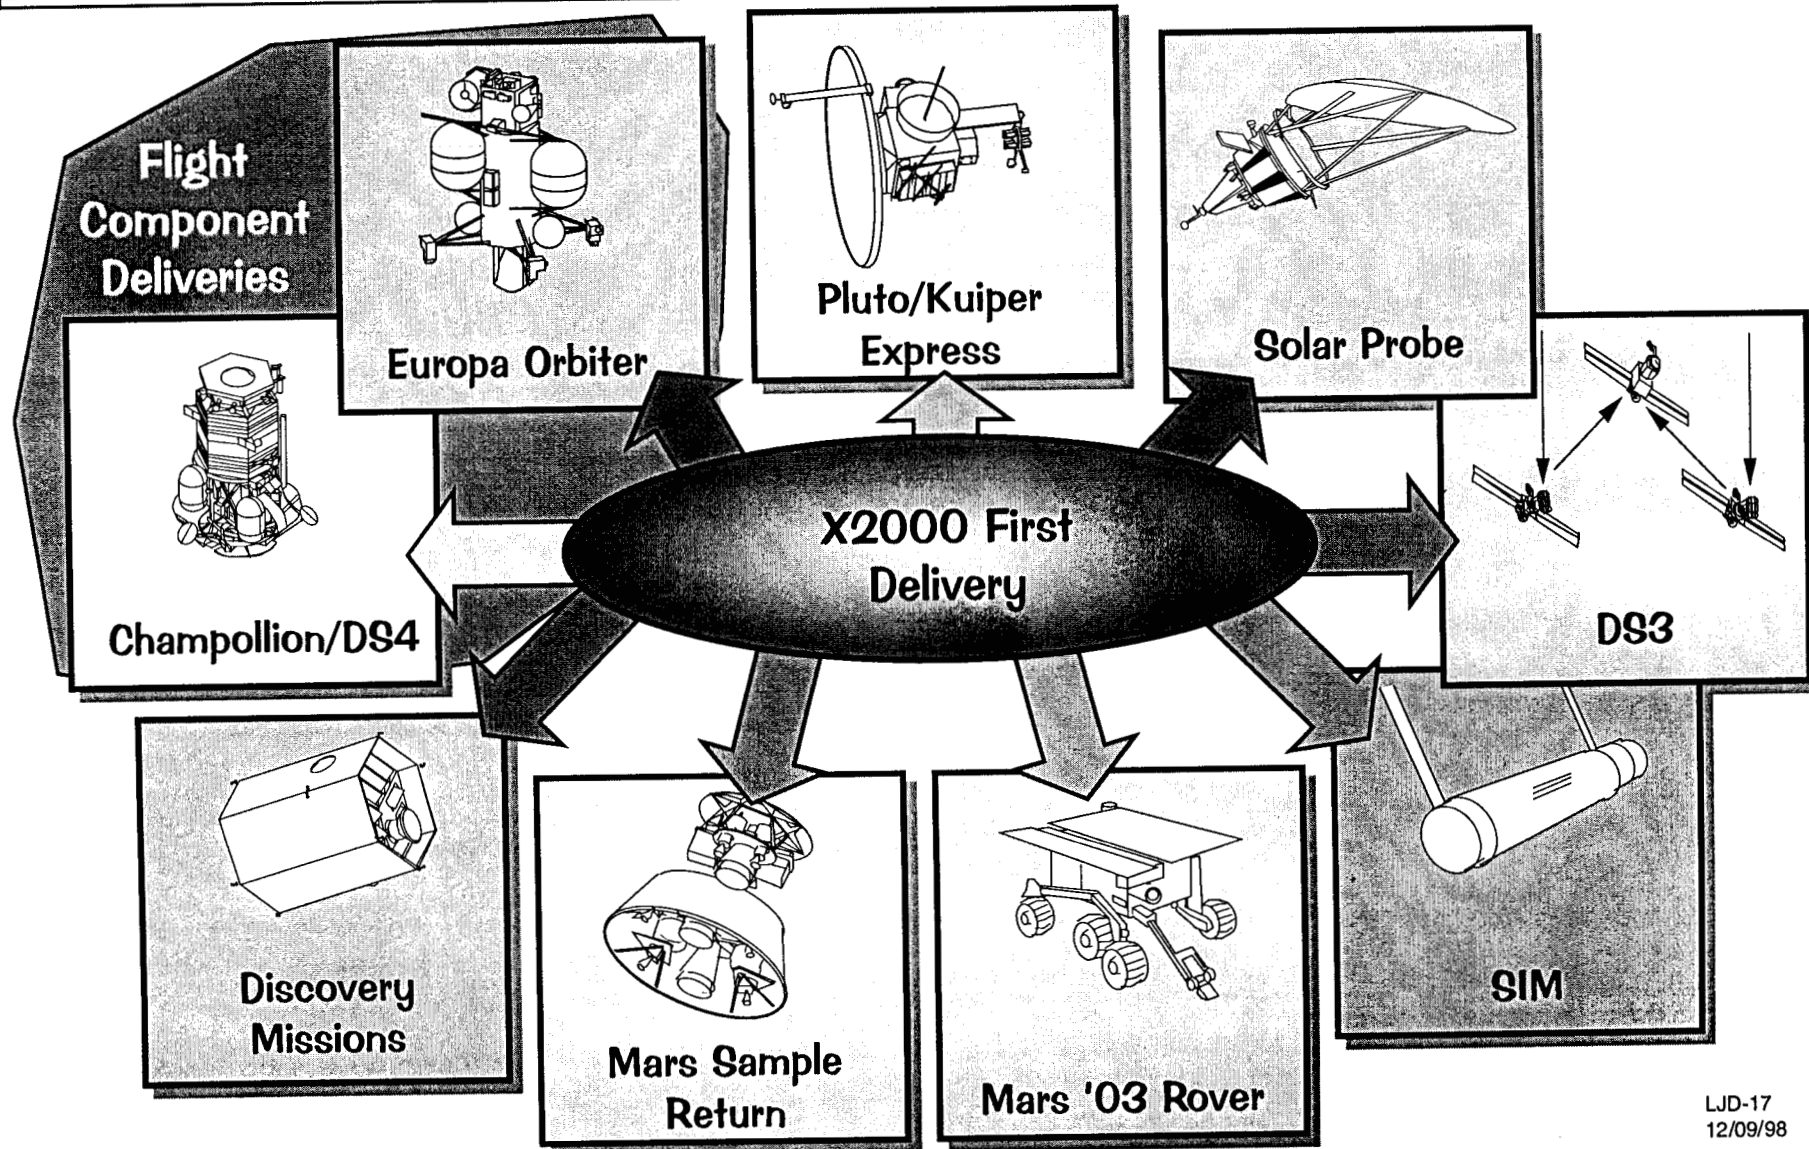 Flight
Component
Deliveries
Europa Orbiter
Pluto/Kuiper
Express
Solar Probe
Champollion/DS4
X2000 First
Delivery
DS3
Discovery
Missions
Mars Sample
Return
Mars '03 Rover
SIM
LJD-17
12/09/98